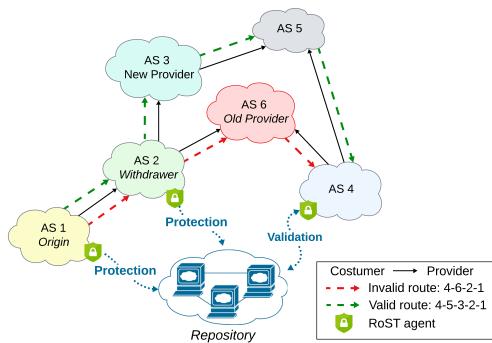 AS 5
AS 3
New Provider
AS 6
Old Provider
AS 2
Withdrawer
AS 4
AS 1
Origin
Protection
Validation
Protection
Repository
Costumer Provider
Invalid route: 4-6-2-1
Valid route: 4-5-3-2-1
RoST agent